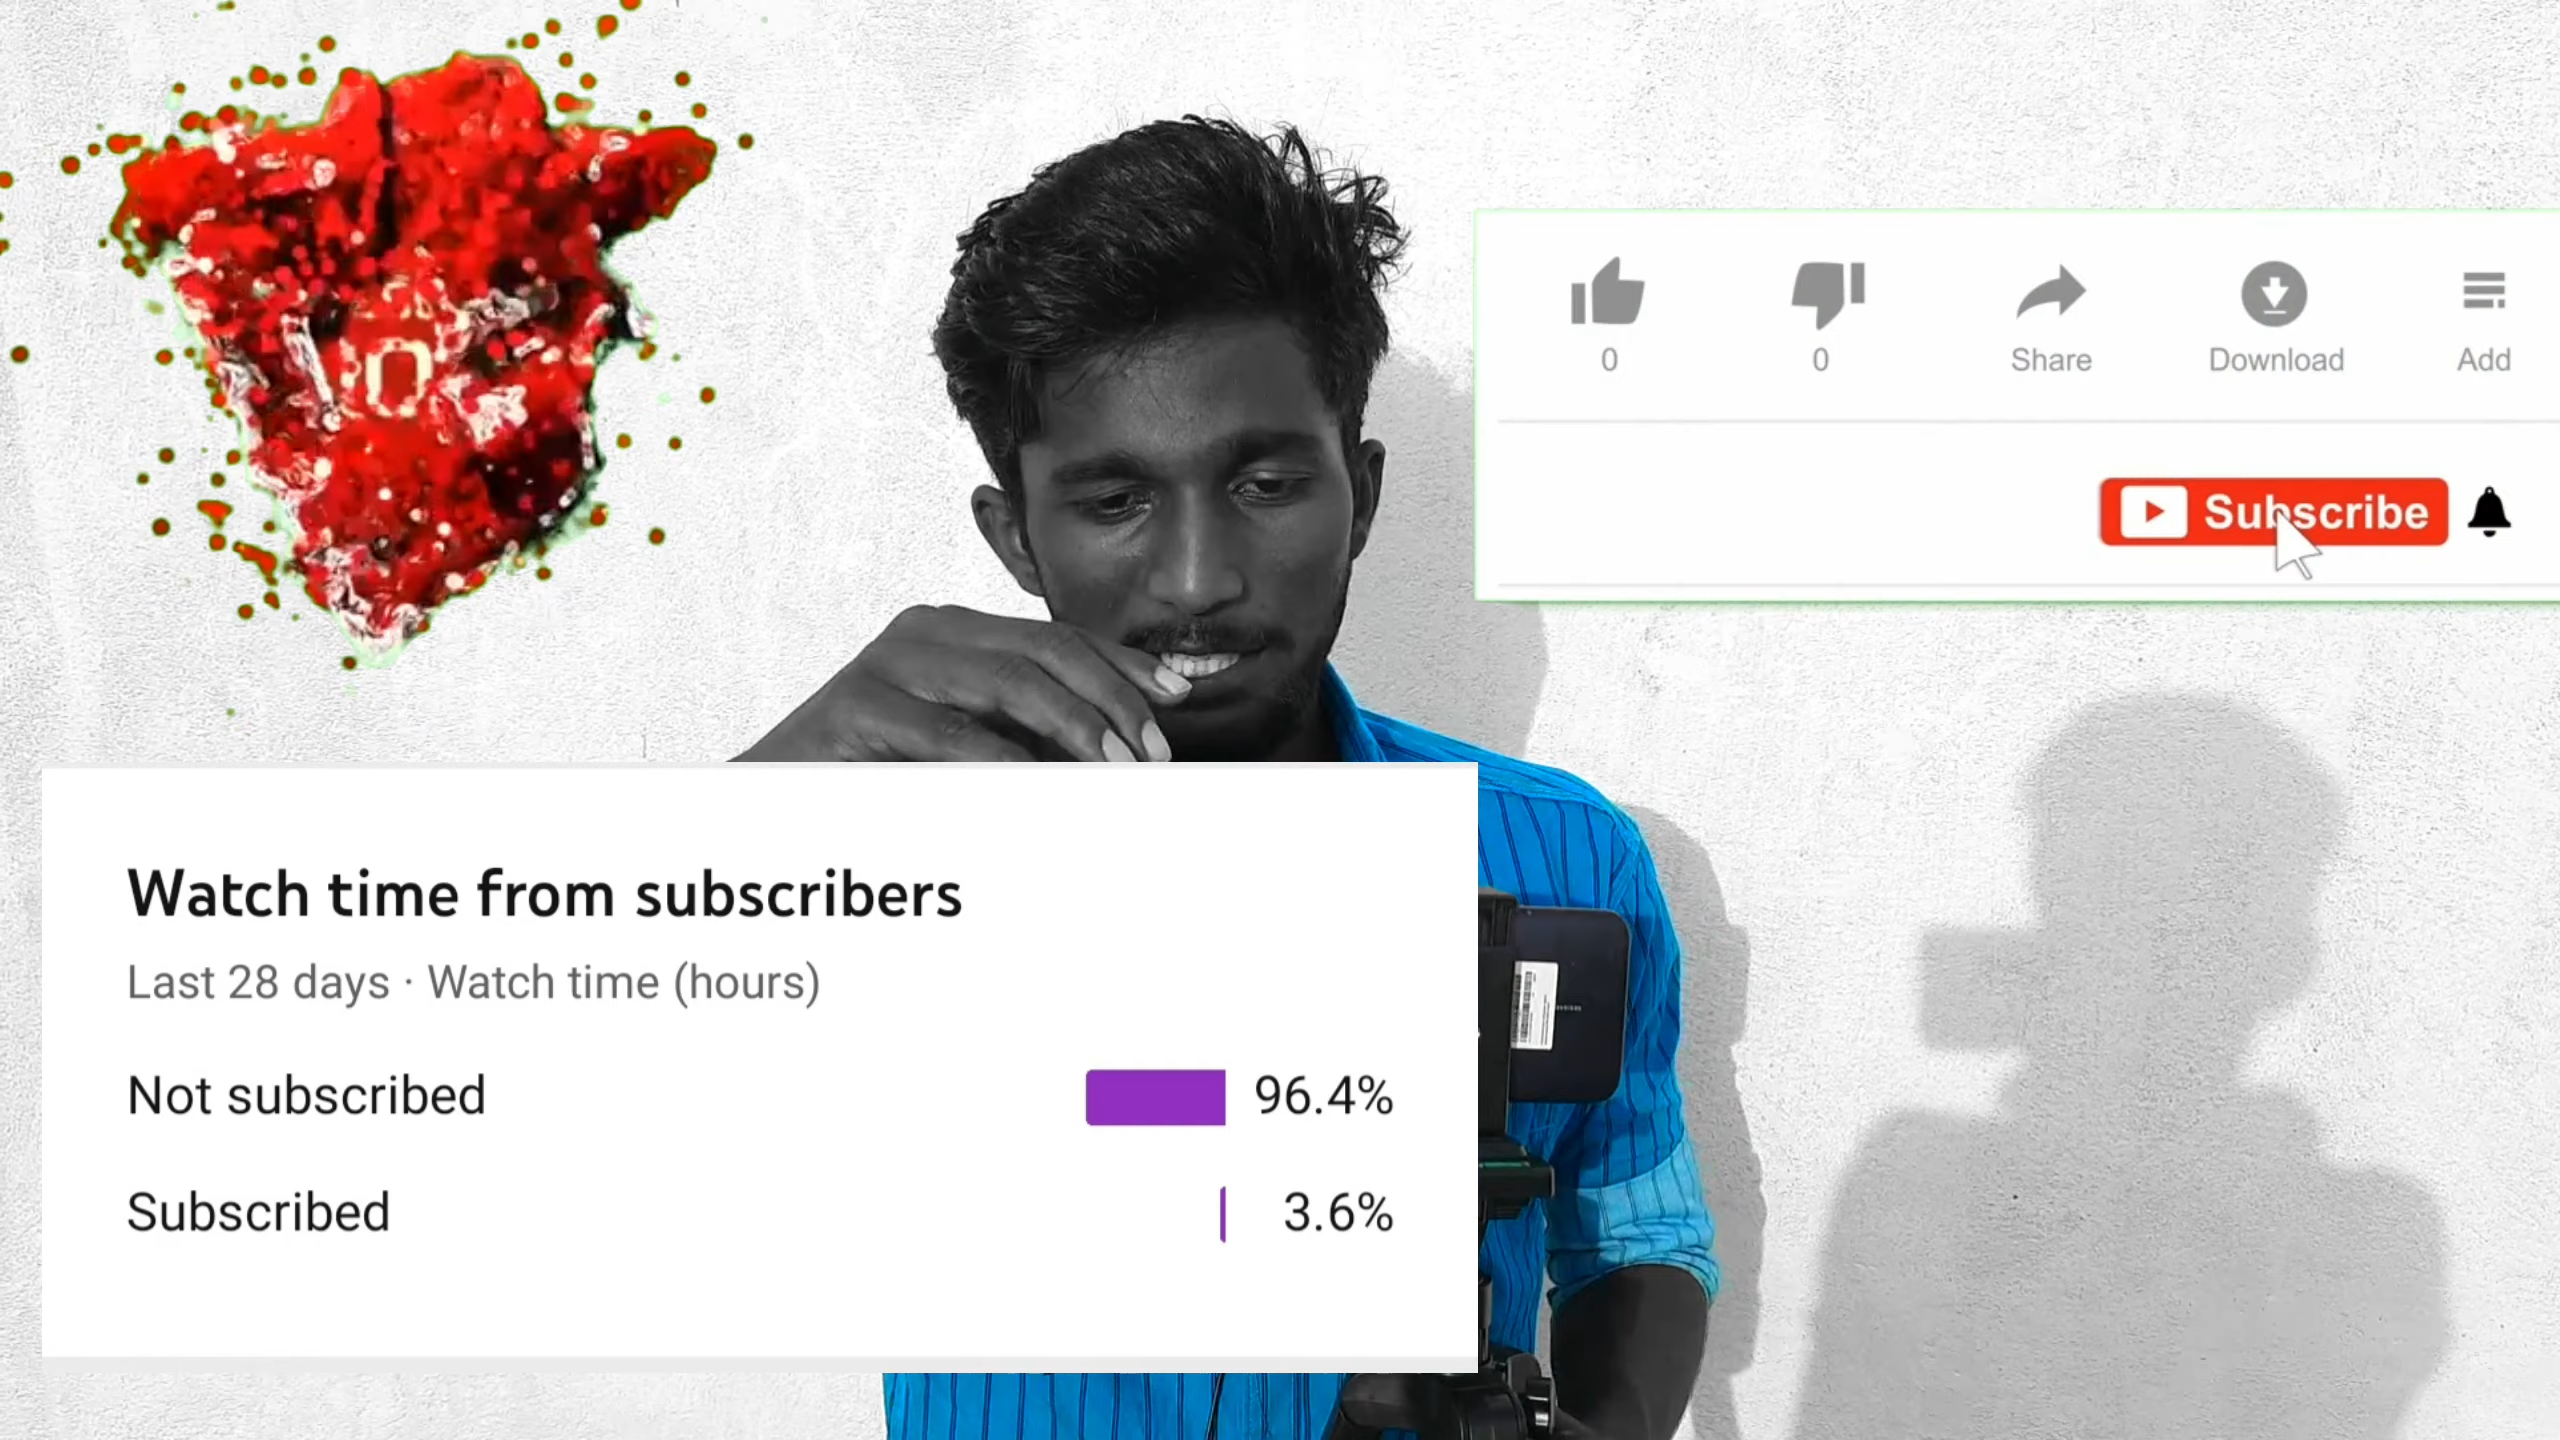 0
0
Share
Download
Add
Subscribe
Watch time from subscribers
Last 28 days · Watch time (hours)
Not subscribed 96.4%
Subscribed 3.6%